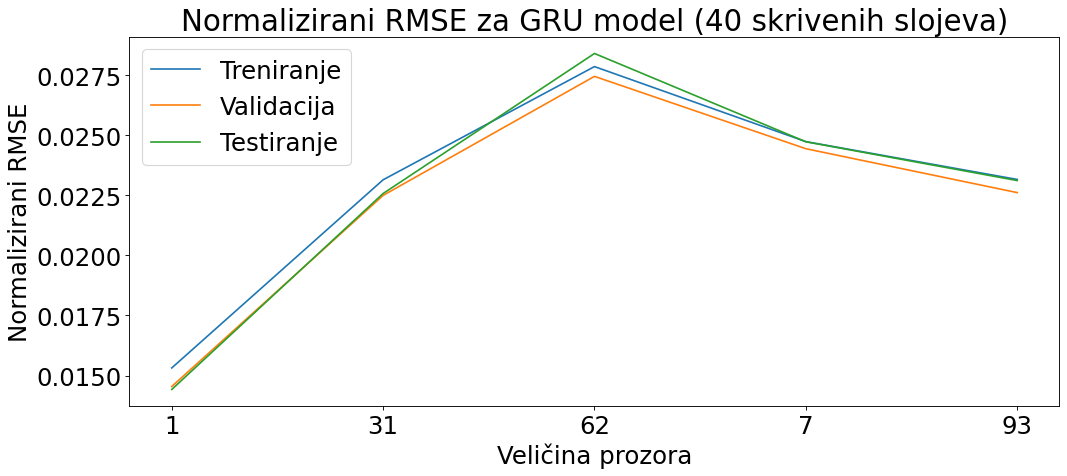 Normalizirani RMSE za GRU model (40 skrivenih slojeva)
Treniranje
Validacija
Testiranje
Normalizirani RMSE
0.0275
0.0250
0.0225
0.0200
0.0175
0.0150
1 31 62 7 93
Veličina prozora